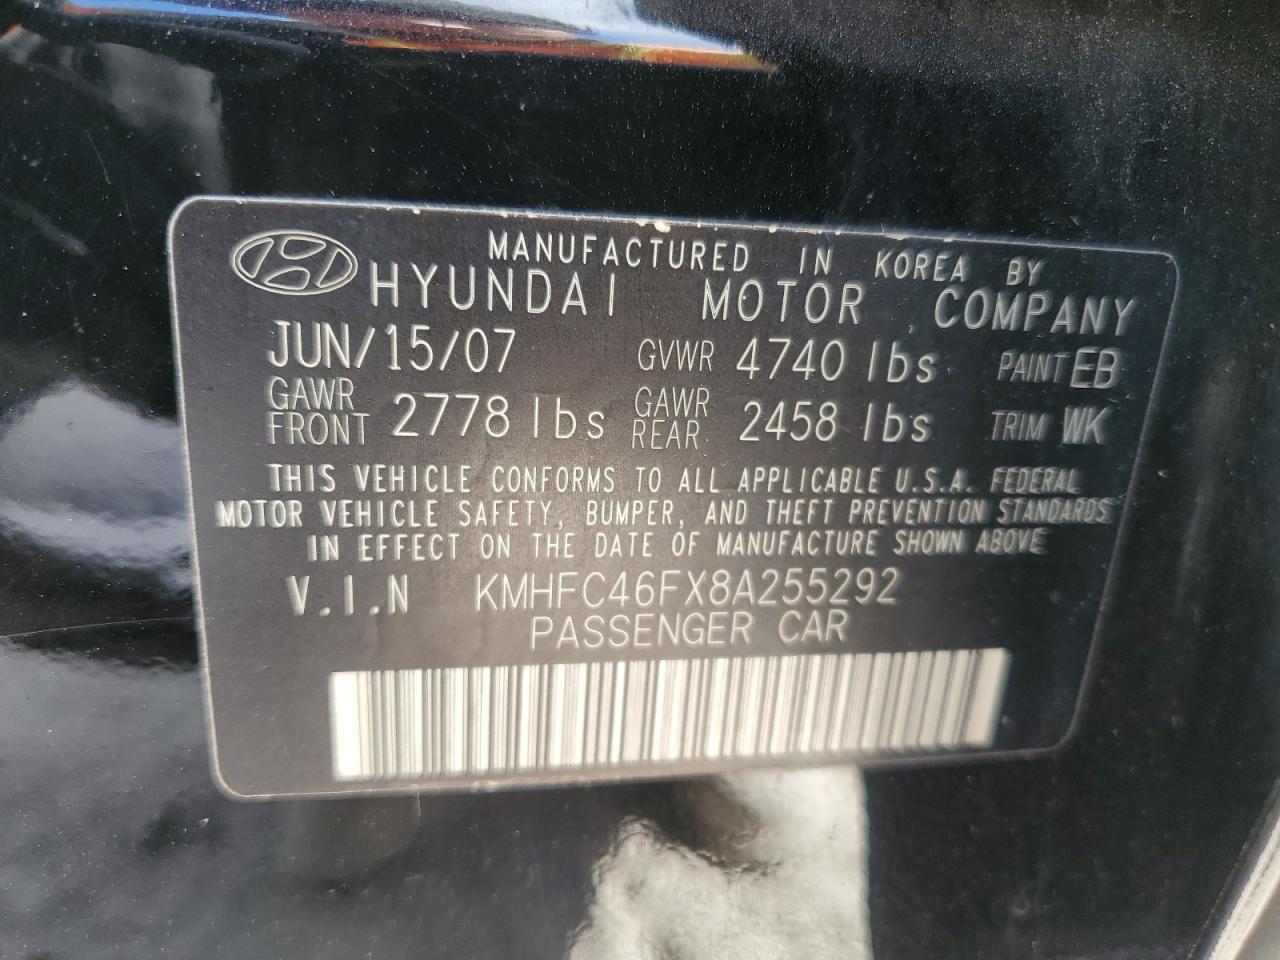 MANUFACTURED IN KOREA BY
HYUNDAI MOTOR COMPANY
JUN/15/07 GVWR 4740 lbs PAINT EB
GAWR FRONT 2778 lbs GAWR REAR 2458 lbs TRIM WK
THIS VEHICLE CONFORMS TO ALL APPLICABLE U.S.A. FEDERAL
MOTOR VEHICLE SAFETY, BUMPER, AND THEFT PREVENTION STANDARDS
IN EFFECT ON THE DATE OF MANUFACTURE SHOWN ABOVE
V.I.N KMHFC46FX8A255292
PASSENGER CAR